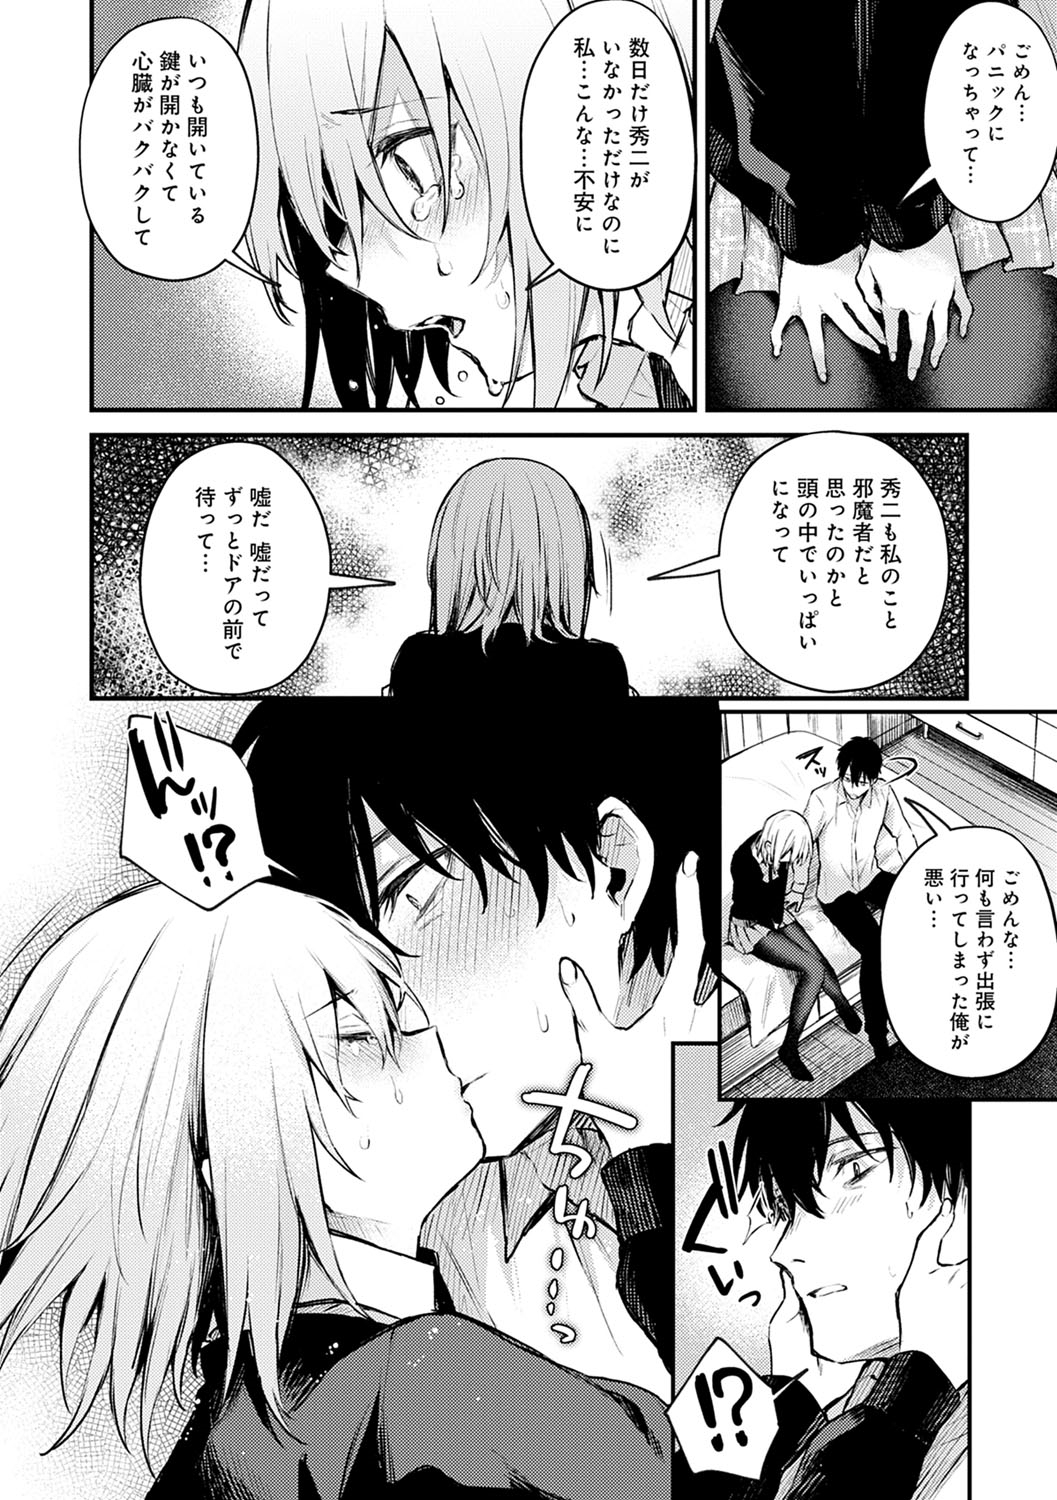 ごめん…
パニックに
なっちゃって…
数日だけ秀二が
いなかっただけなのに
私…こんな…不安に
いつも開いている
鍵が開かなくて
心臓がバクバクして
秀二も私のこと
邪魔者だと
思ったのかと
頭の中でいっぱい
になって
嘘だ 嘘だって
ずっとドアの前で
待って…
スッ
ごめんな…
何も言わず出張に
行ってしまった俺が
悪い…
ぐいっ
!?
んッ
!?
ちゅ…っ